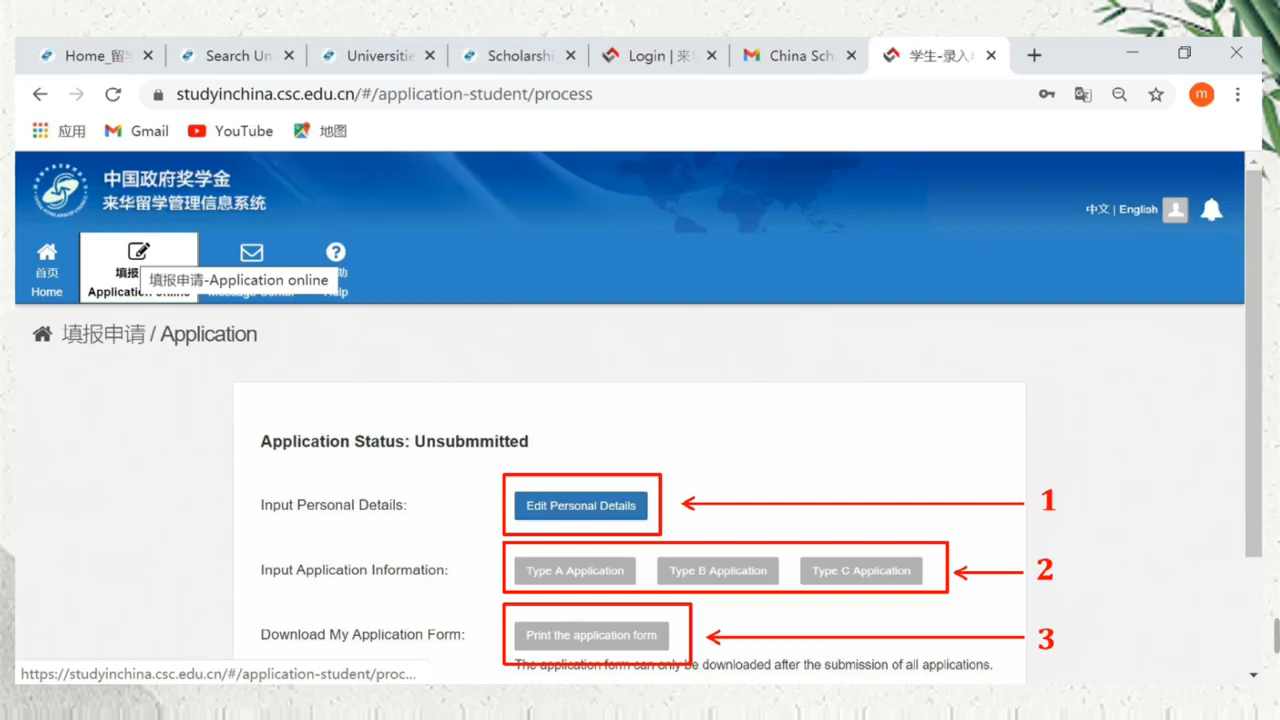 Home_留
Search Un
Universitie
Scholarshi
Login | 来
China Sch
学生-录入
studyinchina.csc.edu.cn/#/application-student/process
m
应用
Gmail
YouTube
地图
中国政府奖学金
来华留学管理信息系统
中文 | English
首页
Home
填报
填报申请-Application online
助
Help
填报申请 / Application
Application Status: Unsubmmitted
Input Personal Details:
Edit Personal Details
1
Input Application Information:
Type A Application
Type B Application
Type C Application
2
Download My Application Form:
Print the application form
3
The application form can only be downloaded after the submission of all applications.
https://studyinchina.csc.edu.cn/#/application-student/proc...